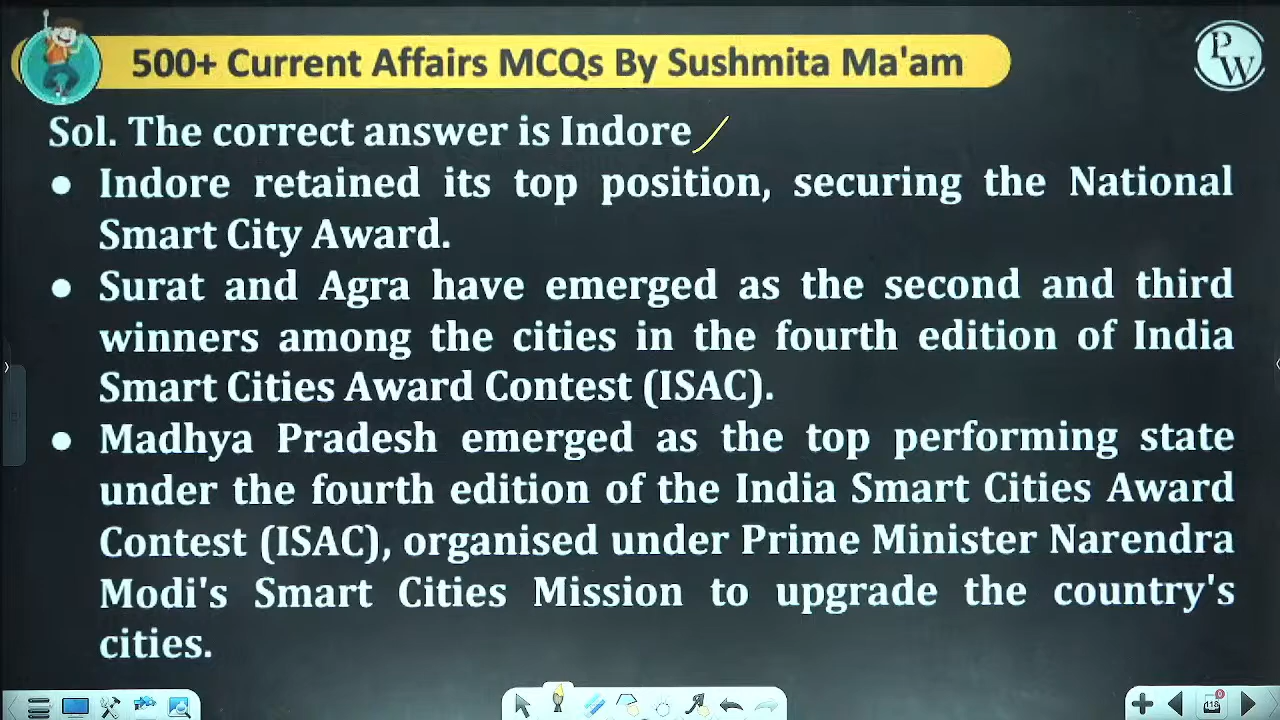 500+ Current Affairs MCQs By Sushmita Ma'am
PW
Sol. The correct answer is Indore
● Indore retained its top position, securing the National
Smart City Award.
● Surat and Agra have emerged as the second and third
winners among the cities in the fourth edition of India
Smart Cities Award Contest (ISAC).
● Madhya Pradesh emerged as the top performing state
under the fourth edition of the India Smart Cities Award
Contest (ISAC), organised under Prime Minister Narendra
Modi's Smart Cities Mission to upgrade the country's
cities.
118
0